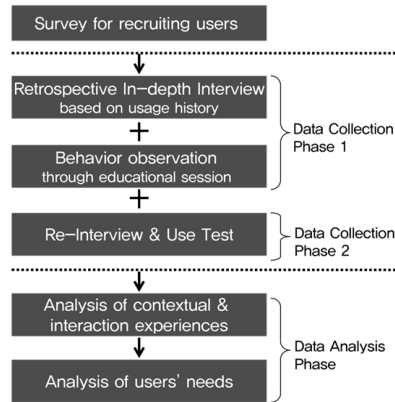 Survey for recruiting users
Retrospective In-depth Interview
based on usage history
+
Data Collection
Phase 1
Behavior observation
through educational session
+
Re-Interview & Use Test
Data Collection
Phase 2
Analysis of contextual &
interaction experiences
Data Analysis
Phase
Analysis of users' needs